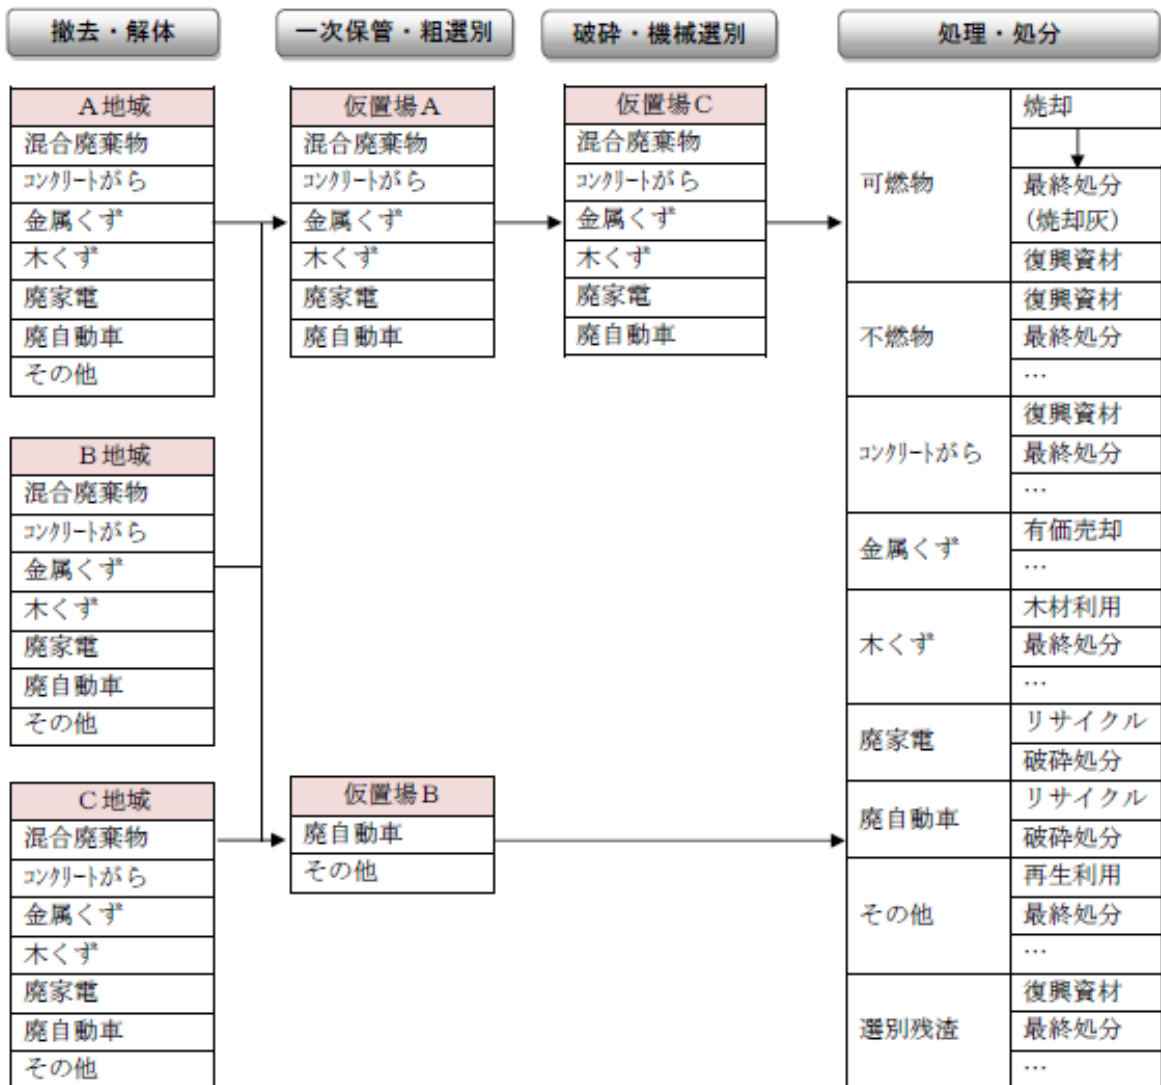 撤去・解体
一次保管・粗選別
破砕・機械選別
処理・処分
A地域
混合廃棄物
ｺﾝｸﾘｰﾄがら
金属くず
木くず
廃家電
廃自動車
その他
B地域
混合廃棄物
ｺﾝｸﾘｰﾄがら
金属くず
木くず
廃家電
廃自動車
その他
C地域
混合廃棄物
ｺﾝｸﾘｰﾄがら
金属くず
木くず
廃家電
廃自動車
その他
仮置場A
混合廃棄物
ｺﾝｸﾘｰﾄがら
金属くず
木くず
廃家電
廃自動車
仮置場B
廃自動車
その他
仮置場C
混合廃棄物
ｺﾝｸﾘｰﾄがら
金属くず
木くず
廃家電
廃自動車
可燃物
焼却
最終処分
(焼却灰)
復興資材
不燃物
復興資材
最終処分
…
ｺﾝｸﾘｰﾄがら
復興資材
最終処分
…
金属くず
有価売却
…
木くず
木材利用
最終処分
…
廃家電
リサイクル
破砕処分
廃自動車
リサイクル
破砕処分
その他
再生利用
最終処分
…
選別残渣
復興資材
最終処分
…